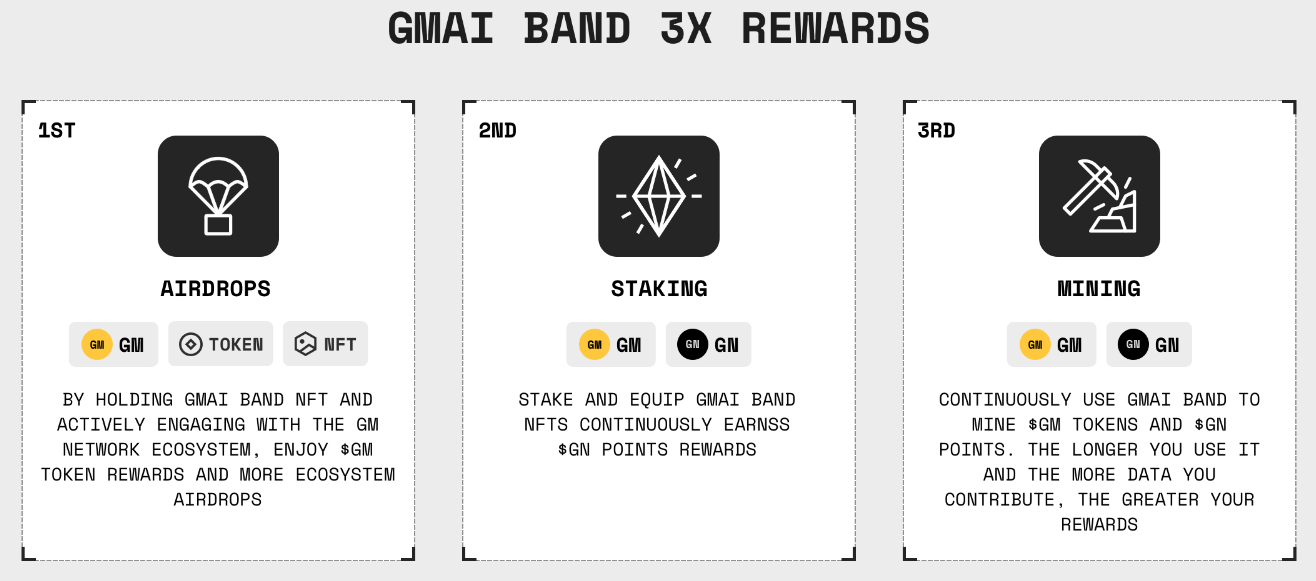 GMAI BAND 3X REWARDS
1ST
AIRDROPS
GM GM TOKEN NFT
BY HOLDING GMAI BAND NFT AND
ACTIVELY ENGAGING WITH THE GM
NETWORK ECOSYSTEM, ENJOY $GM
TOKEN REWARDS AND MORE ECOSYSTEM
AIRDROPS
2ND
STAKING
GM GM GN GN
STAKE AND EQUIP GMAI BAND
NFTS CONTINUOUSLY EARNSS
$GN POINTS REWARDS
3RD
MINING
GM GM GN GN
CONTINUOUSLY USE GMAI BAND TO
MINE $GM TOKENS AND $GN
POINTS. THE LONGER YOU USE IT
AND THE MORE DATA YOU
CONTRIBUTE, THE GREATER YOUR
REWARDS